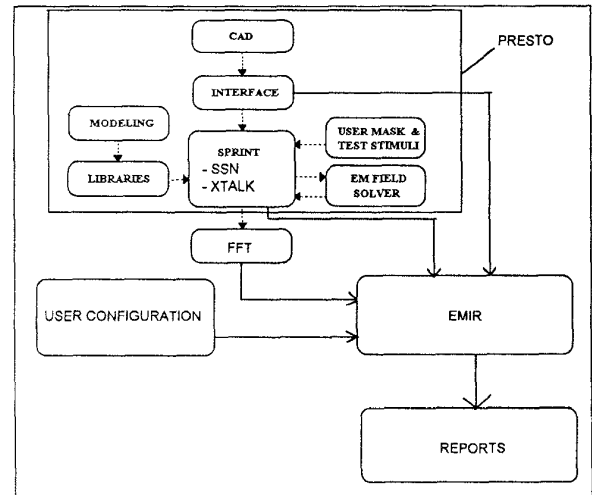 CAD
PRESTO
INTERFACE
MODELING
USER MASK &
TEST STIMULI
SPRINT
- SSN
- XTALK
LIBRARIES
EM FIELD
SOLVER
FFT
USER CONFIGURATION
EMIR
REPORTS